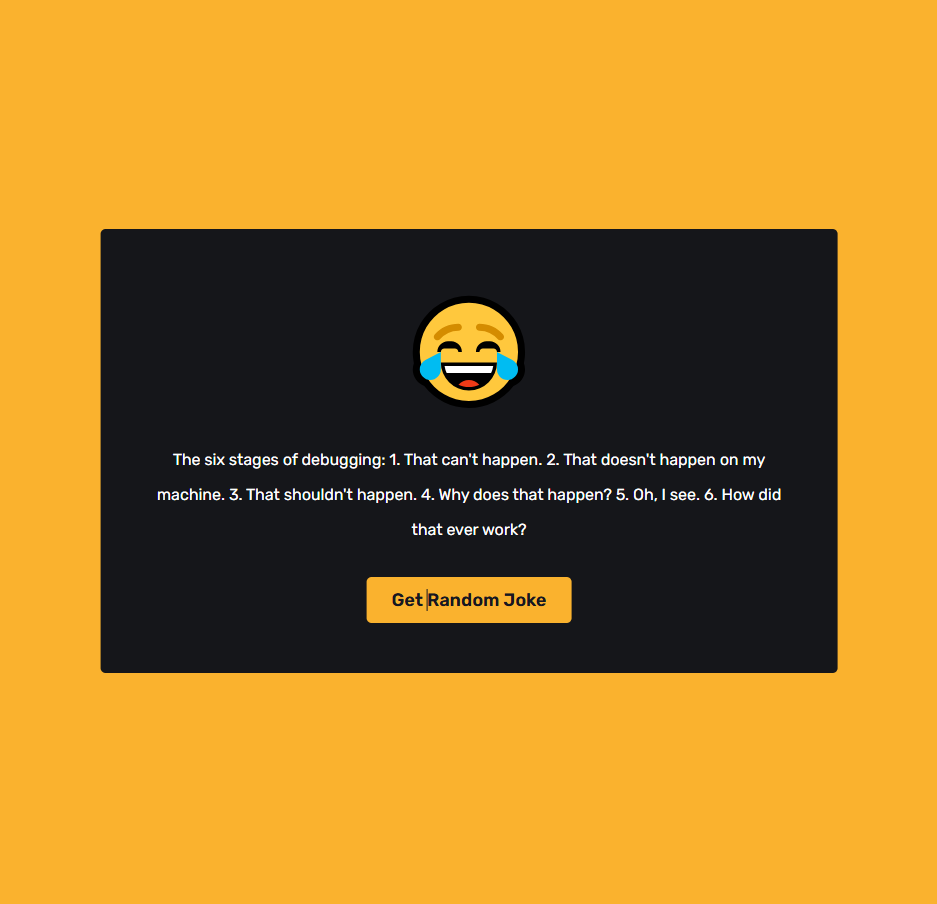 The six stages of debugging: 1. That can't happen. 2. That doesn't happen on my
machine. 3. That shouldn't happen. 4. Why does that happen? 5. Oh, I see. 6. How did
that ever work?
Get Random Joke